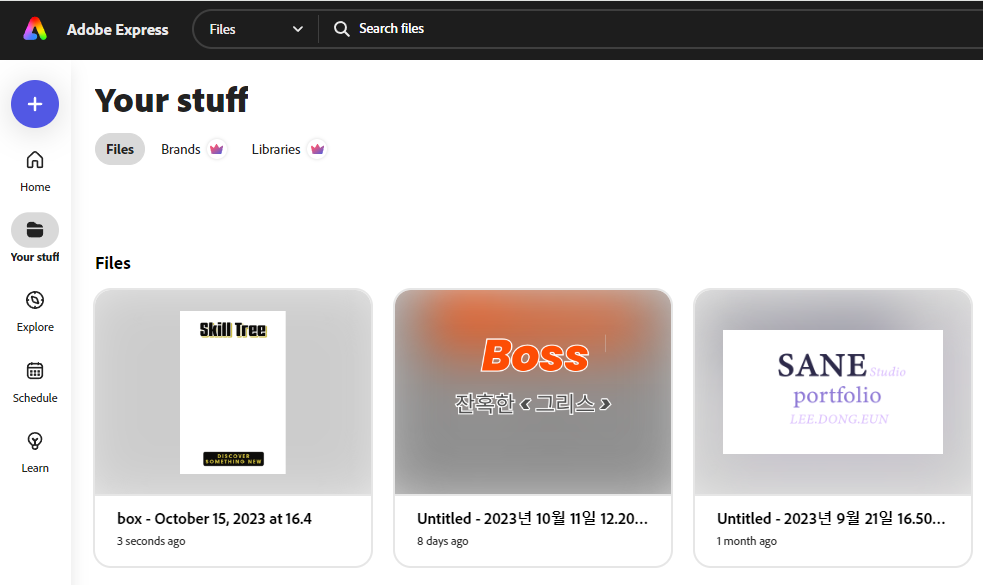 Adobe Express
Files
Search files
Your stuff
Files
Brands
Libraries
Home
Your stuff
Explore
Schedule
Learn
Files
Skill Tree
DISCOVER
SOMETHING NEW
box - October 15, 2023 at 16.4
3 seconds ago
Boss
잔혹한 《 그리스 》
Untitled - 2023년 10월 11일 12.20...
8 days ago
SANE Studio
portfolio
LEE.DONG.EUN
Untitled - 2023년 9월 21일 16.50...
1 month ago